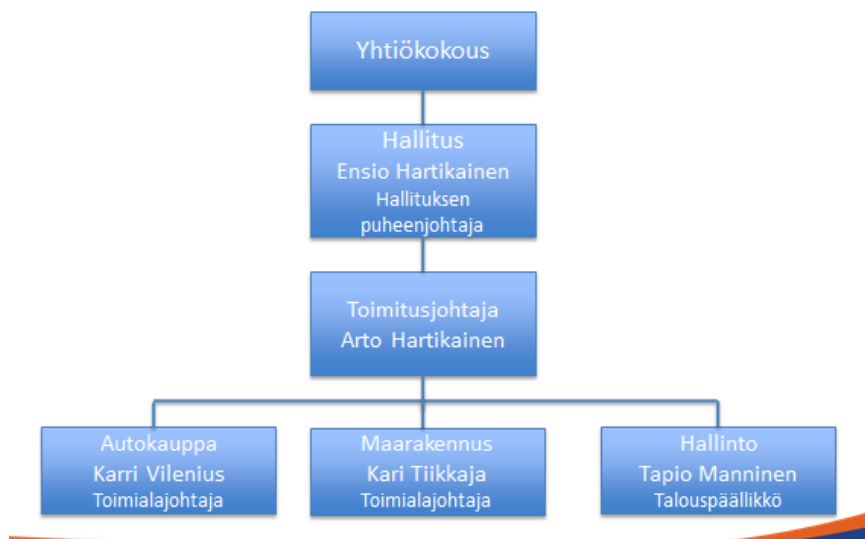 Yhtiökokous
Hallitus
Ensio Hartikainen
Hallituksen
puheenjohtaja
Toimitusjohtaja
Arto Hartikainen
Autokauppa
Karri Vilenius
Toimialajohtaja
Maarakennus
Kari Tiikkaja
Toimialajohtaja
Hallinto
Tapio Manninen
Talouspäällikkö